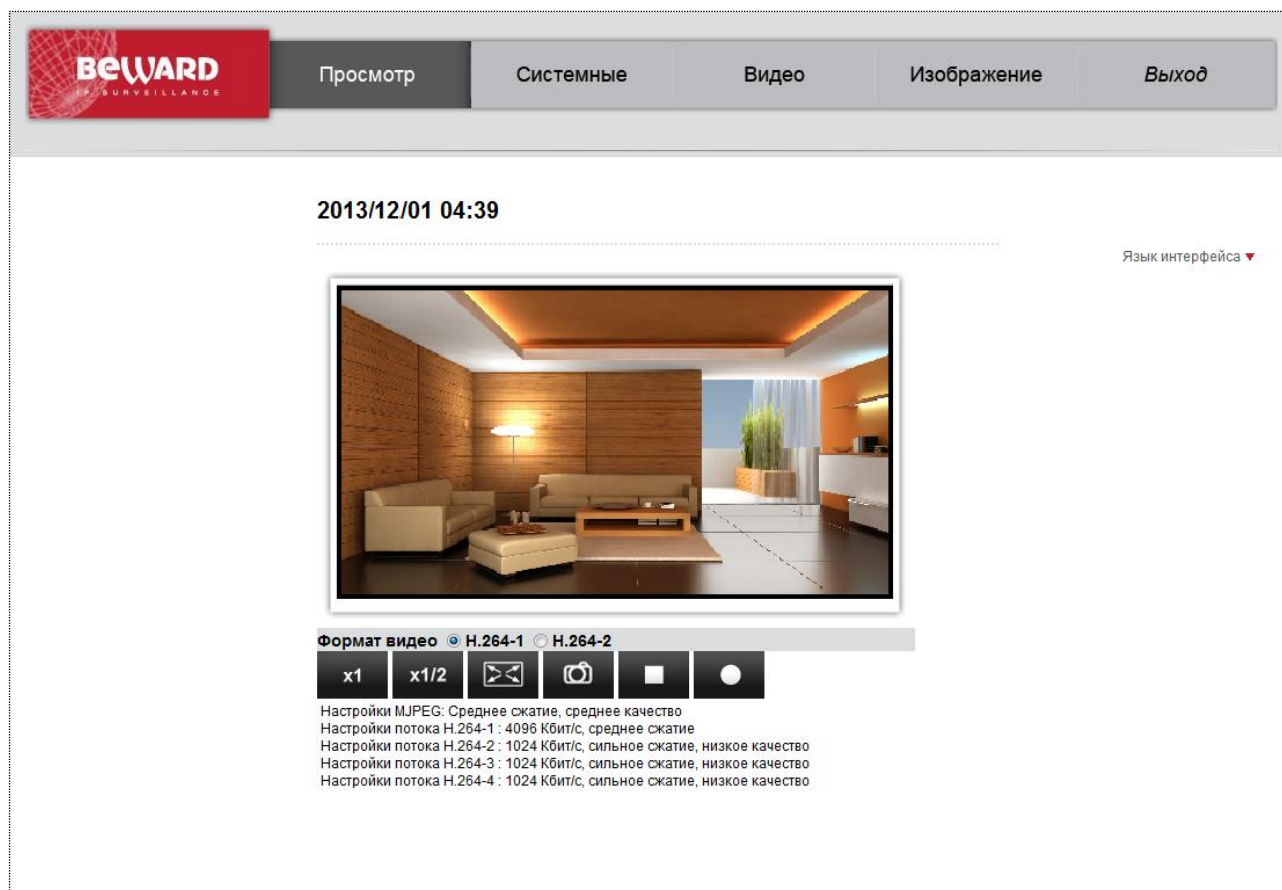 BEWARD
IP SURVEILLANCE
Просмотр
Системные
Видео
Изображение
Выход
2013/12/01 04:39
Язык интерфейса
Формат видео H.264-1 H.264-2
x1
x1/2
Настройки MJPEG: Среднее сжатие, среднее качество
Настройки потока H.264-1 : 4096 Кбит/с, среднее сжатие
Настройки потока H.264-2 : 1024 Кбит/с, сильное сжатие, низкое качество
Настройки потока H.264-3 : 1024 Кбит/с, сильное сжатие, низкое качество
Настройки потока H.264-4 : 1024 Кбит/с, сильное сжатие, низкое качество